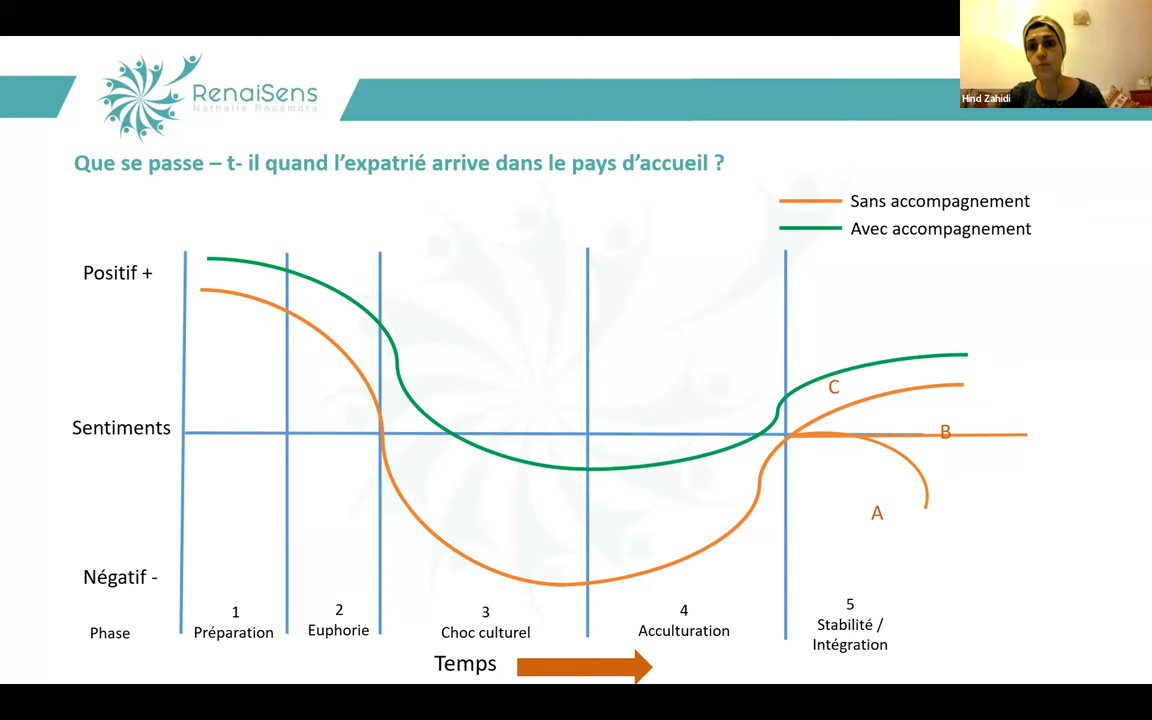 Hind Zahidi
RenaiSens
Nathalie Rocamora
Que se passe – t- il quand l’expatrié arrive dans le pays d’accueil ?
Sans accompagnement
Avec accompagnement
Positif +
C
Sentiments
B
A
Négatif -
Phase
1
Préparation
2
Euphorie
3
Choc culturel
4
Acculturation
5
Stabilité /
Intégration
Temps